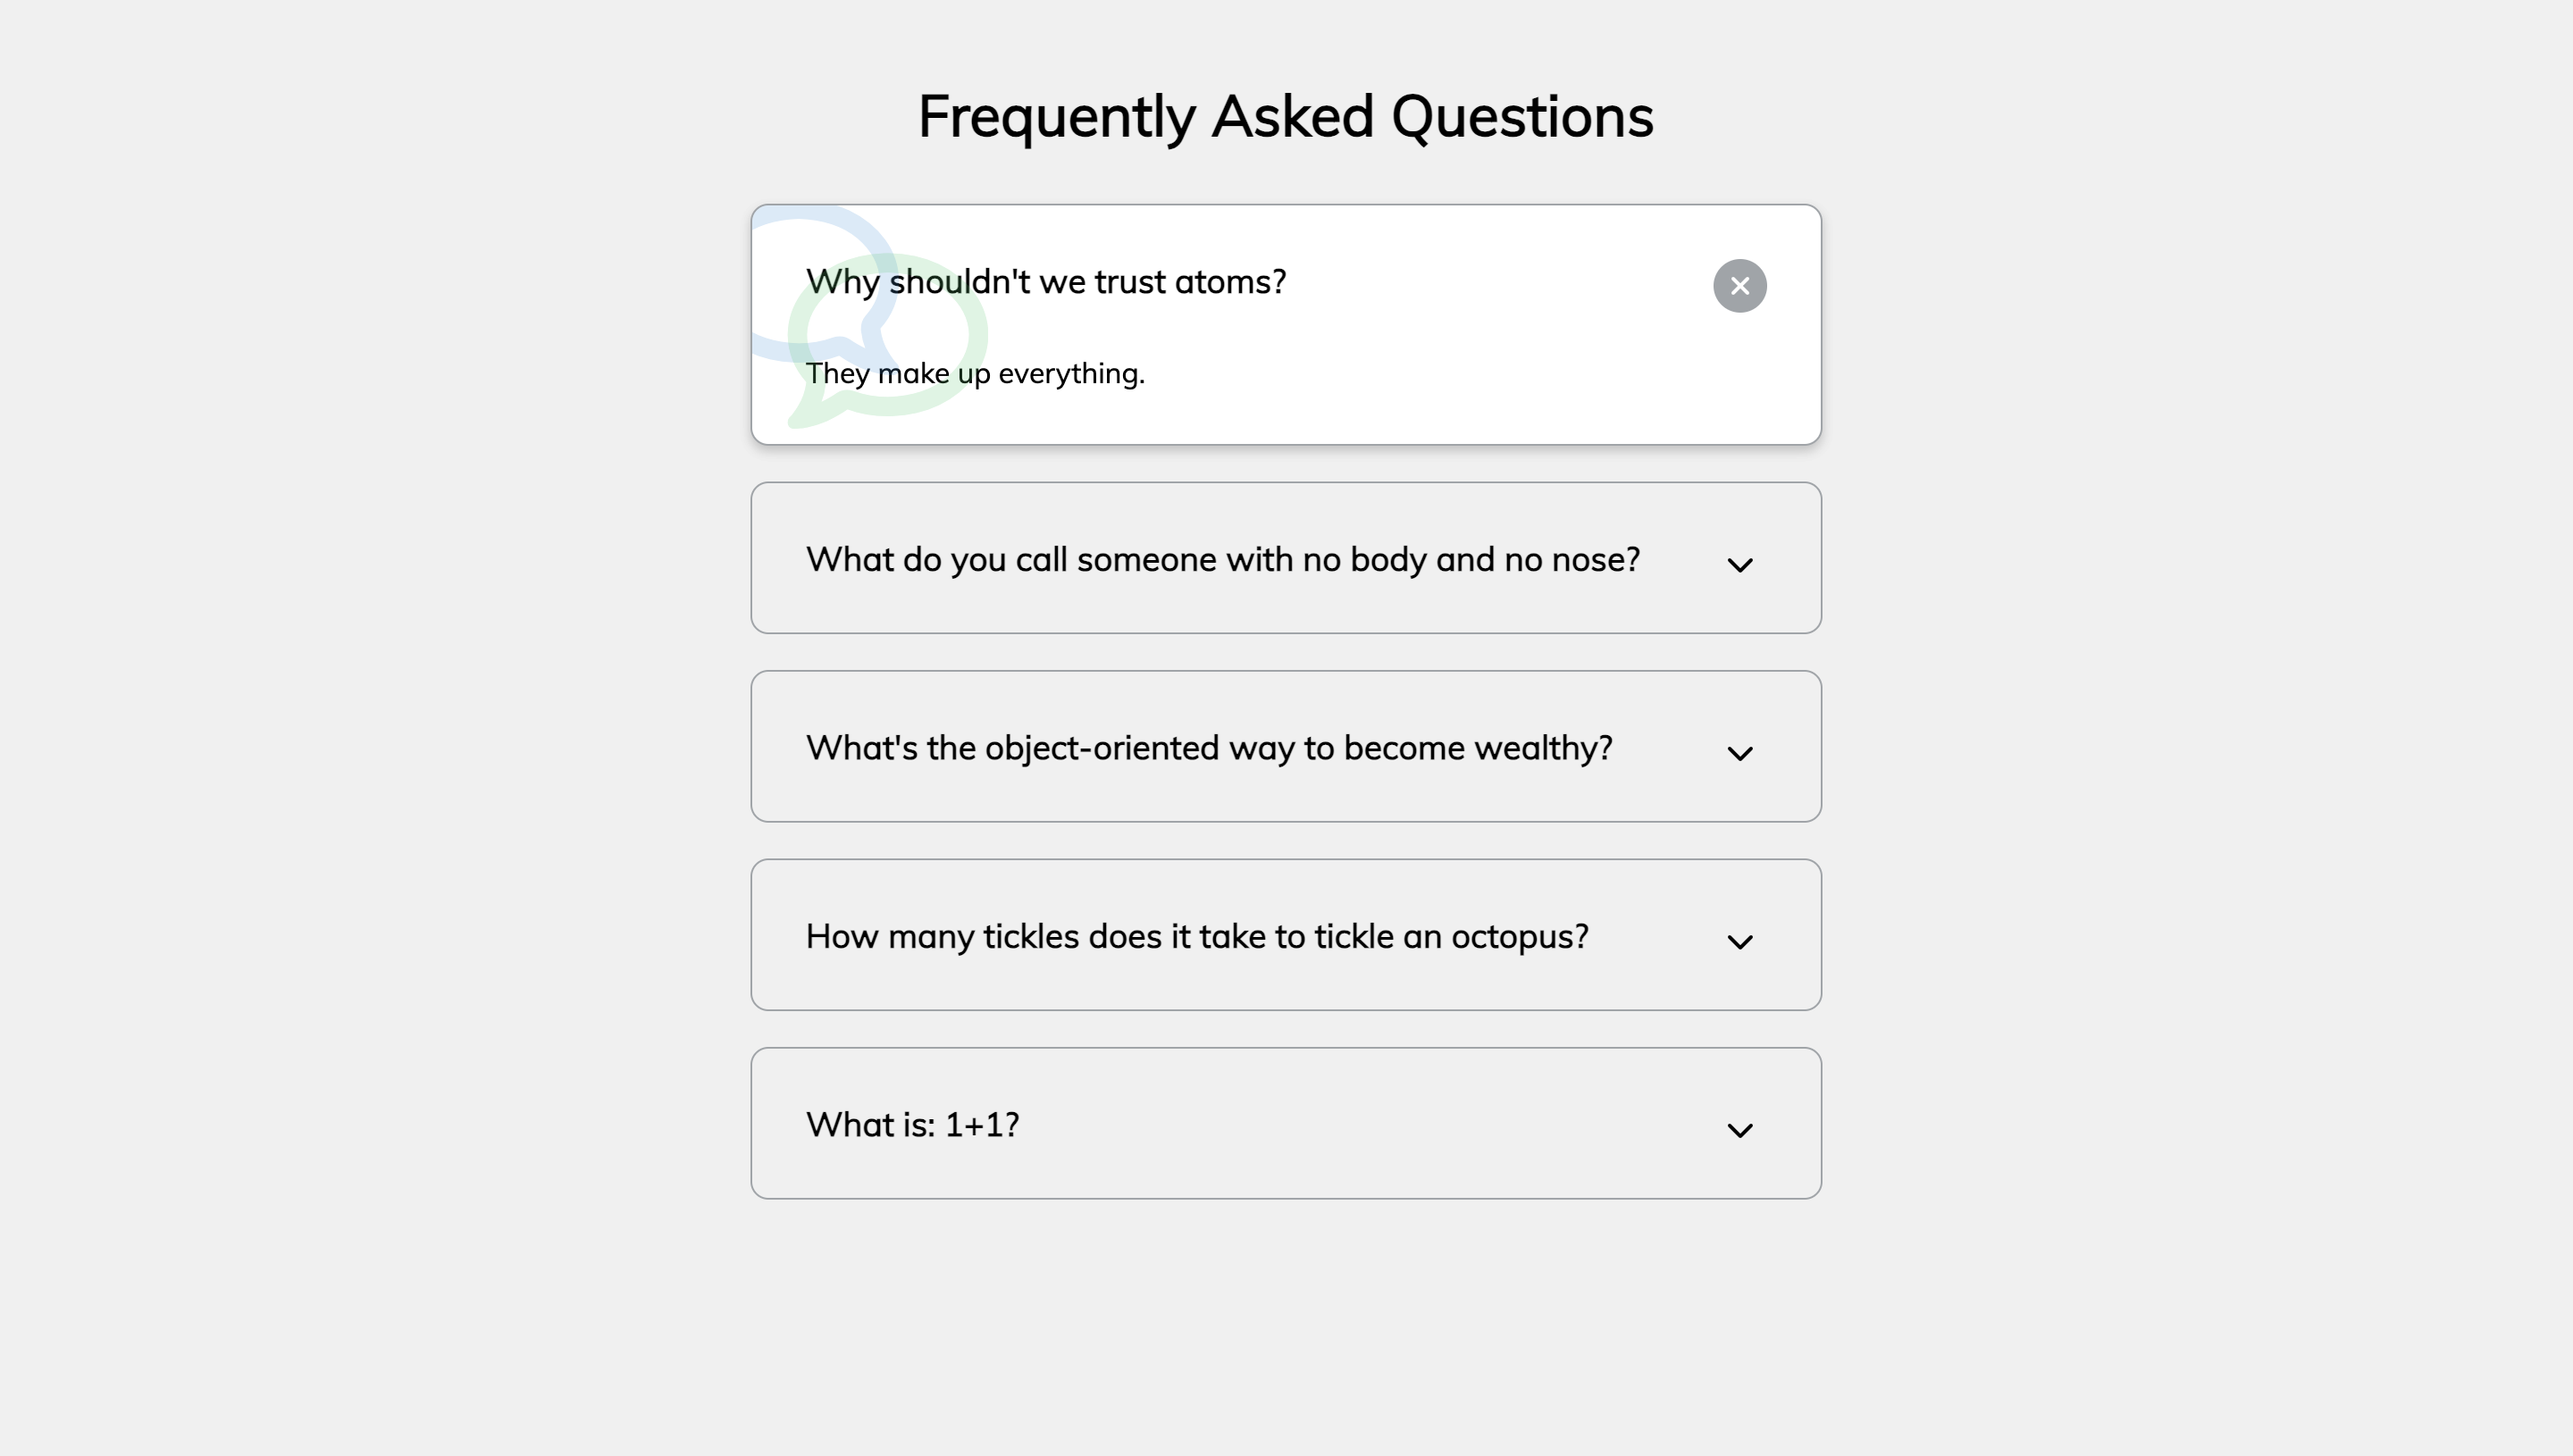 Frequently Asked Questions
Why shouldn't we trust atoms?
They make up everything.
What do you call someone with no body and no nose?
What's the object-oriented way to become wealthy?
How many tickles does it take to tickle an octopus?
What is: 1+1?